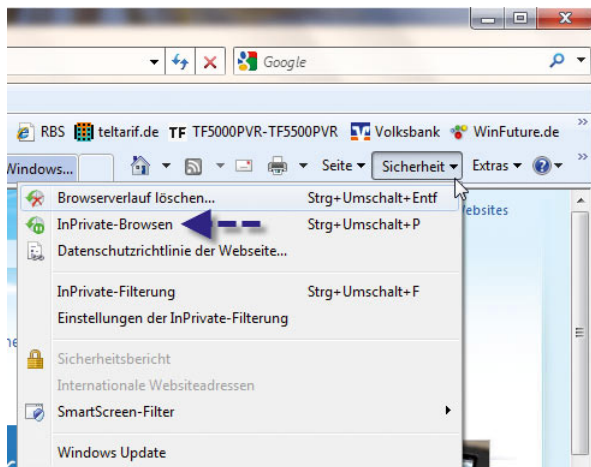 Google
RBS teltarif.de TF TF5000PVR-TF5500PVR Volksbank WinFuture.de »
Windows... Seite Sicherheit Extras »
Browserverlauf löschen... Strg+Umschalt+Entf
ebsites
InPrivate-Browsen Strg+Umschalt+P
Datenschutzrichtlinie der Webseite...
InPrivate-Filterung Strg+Umschalt+F
Einstellungen der InPrivate-Filterung
Sicherheitsbericht
Internationale Websiteadressen
SmartScreen-Filter
Windows Update